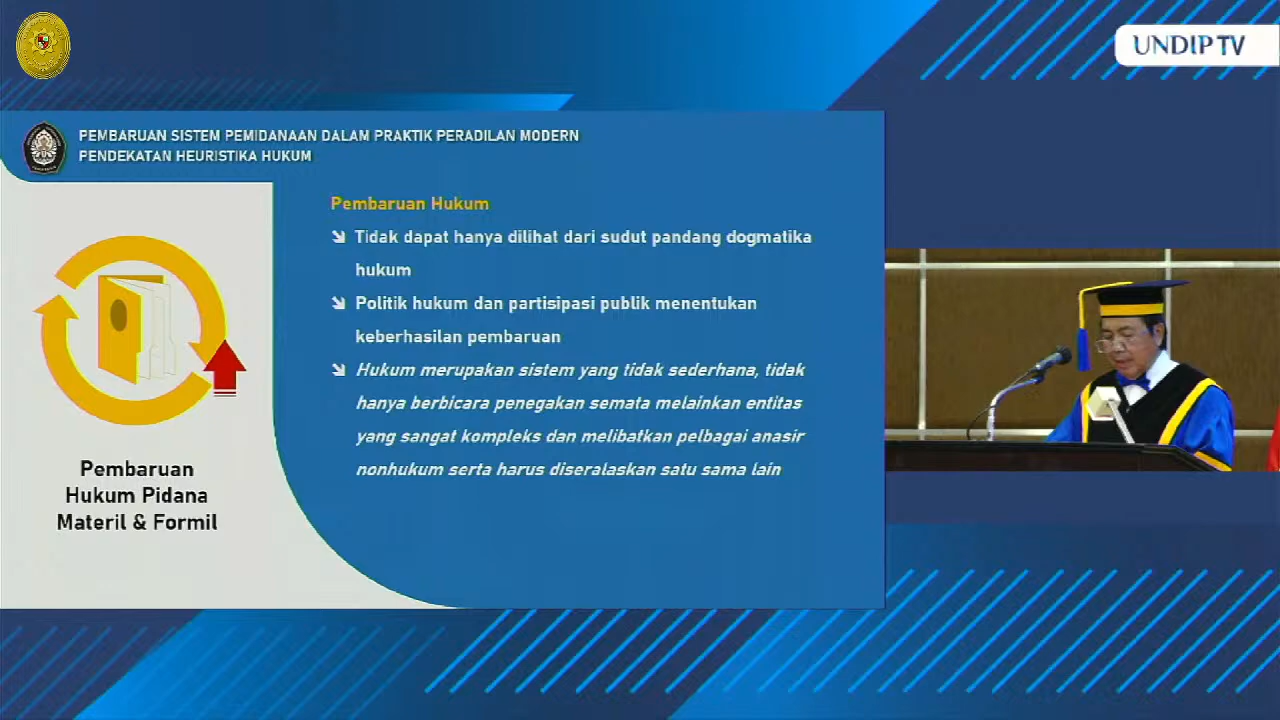 UNDIP TV
PEMBARUAN SISTEM PEMIDANAAN DALAM PRAKTIK PERADILAN MODERN
PENDEKATAN HEURISTIKA HUKUM
Pembaruan Hukum
Tidak dapat hanya dilihat dari sudut pandang dogmatika
hukum
Politik hukum dan partisipasi publik menentukan
keberhasilan pembaruan
Hukum merupakan sistem yang tidak sederhana, tidak
hanya berbicara penegakan semata melainkan entitas
yang sangat kompleks dan melibatkan pelbagai anasir
nonhukum serta harus diseralaskan satu sama lain
Pembaruan
Hukum Pidana
Materil & Formil